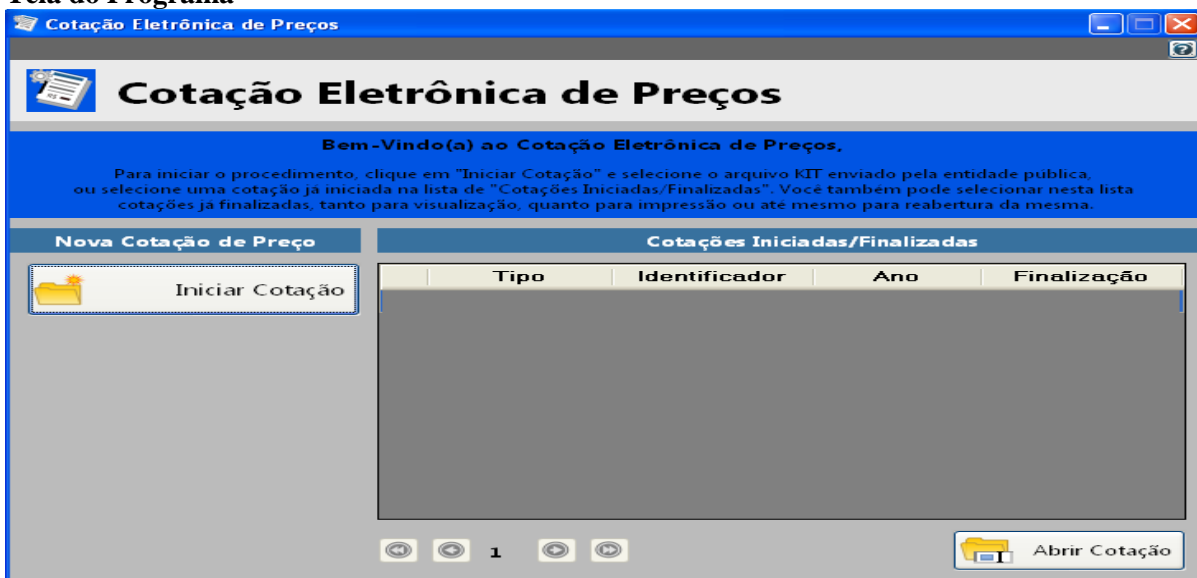 Tela do Programa
Cotação Eletrônica de Preços
Cotação Eletrônica de Preços
Bem-Vindo(a) ao Cotação Eletrônica de Preços,
Para iniciar o procedimento, clique em "Iniciar Cotação" e selecione o arquivo KIT enviado pela entidade pública,
ou selecione uma cotação já iniciada na lista de "Cotações Iniciadas/Finalizadas". Você também pode selecionar nesta lista
cotações já finalizadas, tanto para visualização, quanto para impressão ou até mesmo para reabertura da mesma.
Nova Cotação de Preço
Cotações Iniciadas/Finalizadas
Iniciar Cotação
Tipo Identificador Ano Finalização
1
Abrir Cotação